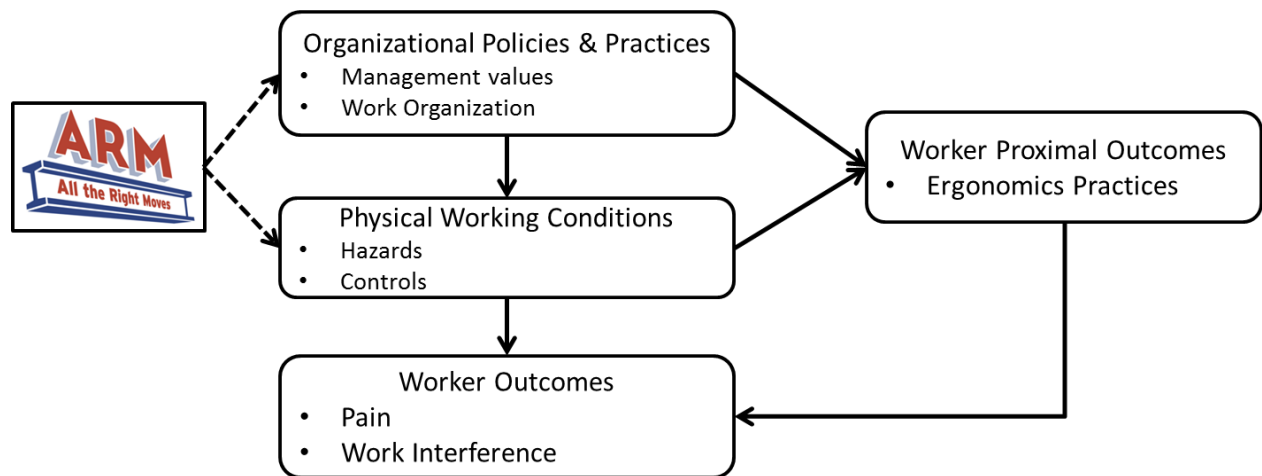 Organizational Policies & Practices
• Management values
• Work Organization
ARM
All the Right Moves
Worker Proximal Outcomes
• Ergonomics Practices
Physical Working Conditions
• Hazards
• Controls
Worker Outcomes
• Pain
• Work Interference